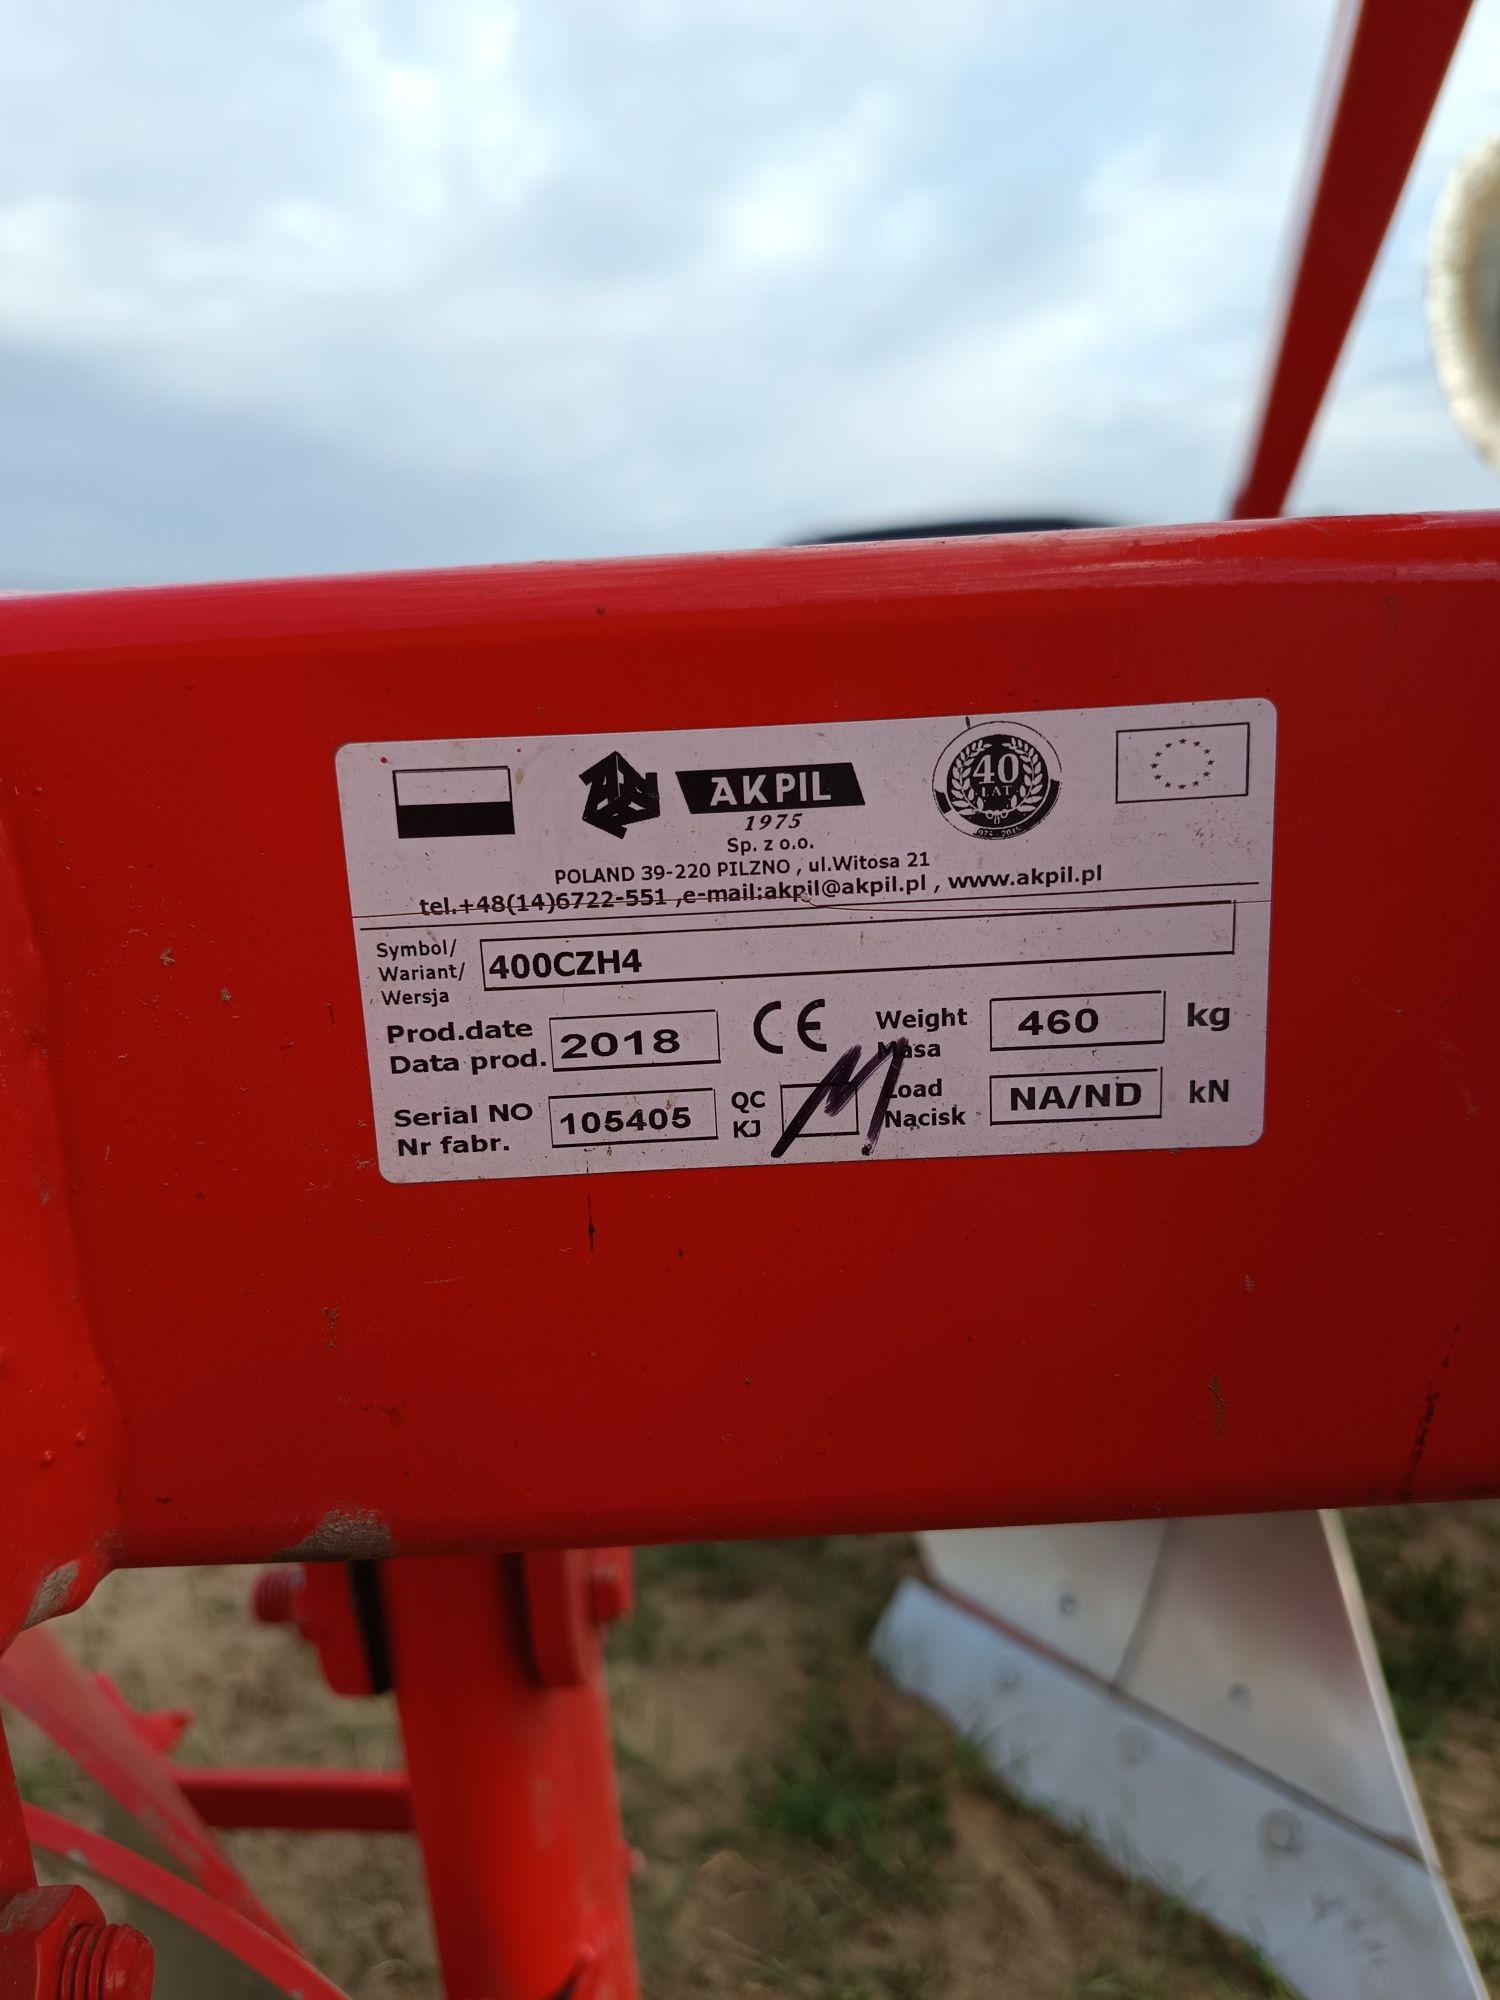 AKPIL
1975
40
LAT
Sp. z o.o.
POLAND 39-220 PILZNO , ul.Witosa 21
tel.+48(14)6722-551 ,e-mail:akpil@akpil.pl , www.akpil.pl
Symbol/
Wariant/
Wersja
400CZH4
Prod.date
Data prod.
2018
CE
Weight
Masa
460
kg
Serial NO
Nr fabr.
105405
QC
KJ
Load
Nacisk
NA/ND
kN